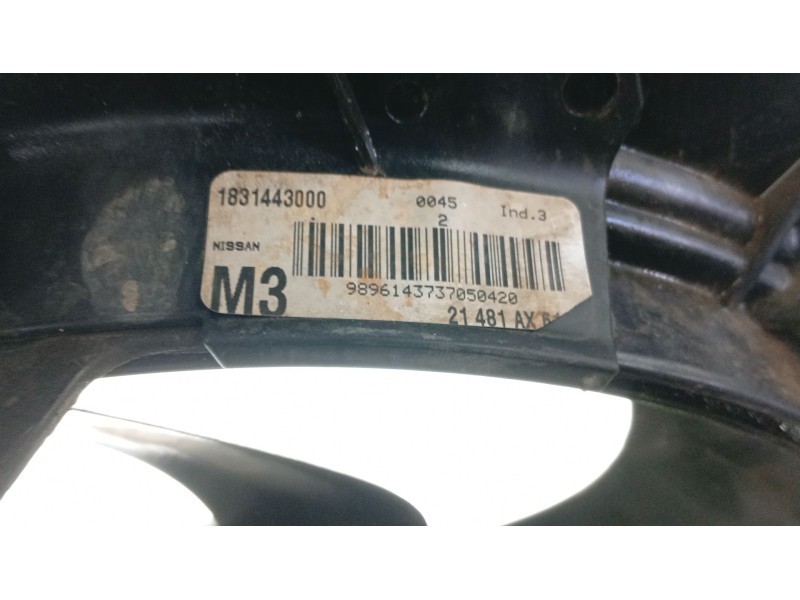 1831443000 0045 Ind.3
2
NISSAN
M3
9896143737050420
21 481 AX